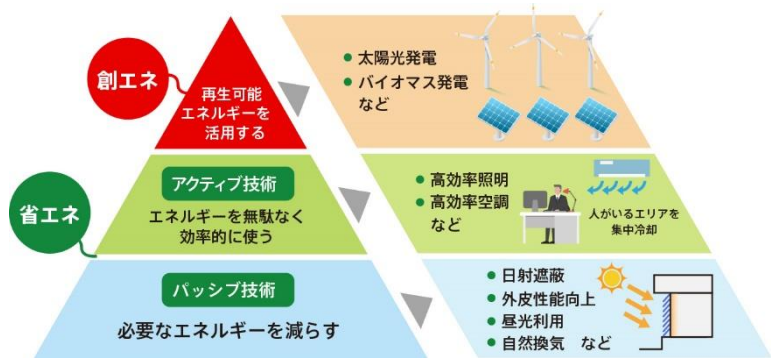 創エネ
再生可能
エネルギーを
活用する
太陽光発電
バイオマス発電
など
省エネ
アクティブ技術
エネルギーを無駄なく
効率的に使う
高効率照明
高効率空調
など
人がいるエリアを
集中冷却
パッシブ技術
必要なエネルギーを減らす
日射遮蔽
外皮性能向上
昼光利用
自然換気 など